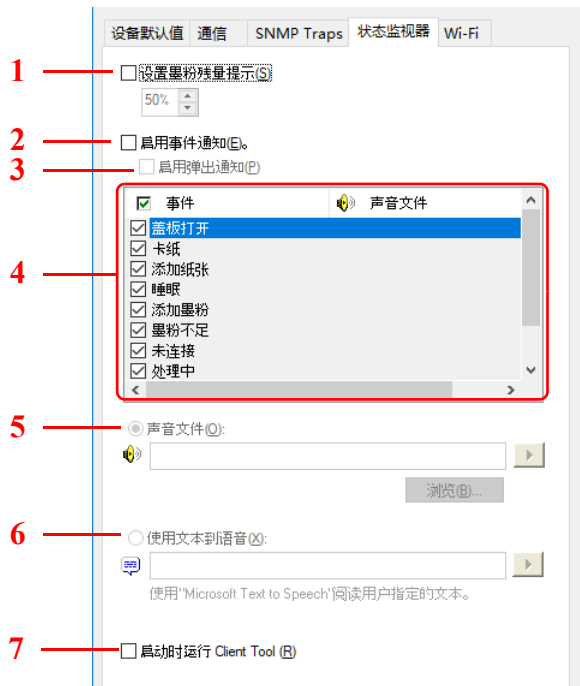 设备默认值 通信 SNMP Traps 状态监视器 Wi-Fi
1 设置墨粉残量提示(S)
50%
2 启用事件通知(E)。
3 启用弹出通知(P)
事件 声音文件
盖板打开
卡纸
添加纸张
4 睡眠
添加墨粉
墨粉不足
未连接
处理中
5 声音文件(O):
浏览(B)...
6 使用文本到语音(X):
使用"Microsoft Text to Speech"阅读用户指定的文本。
7 启动时运行 Client Tool (R)